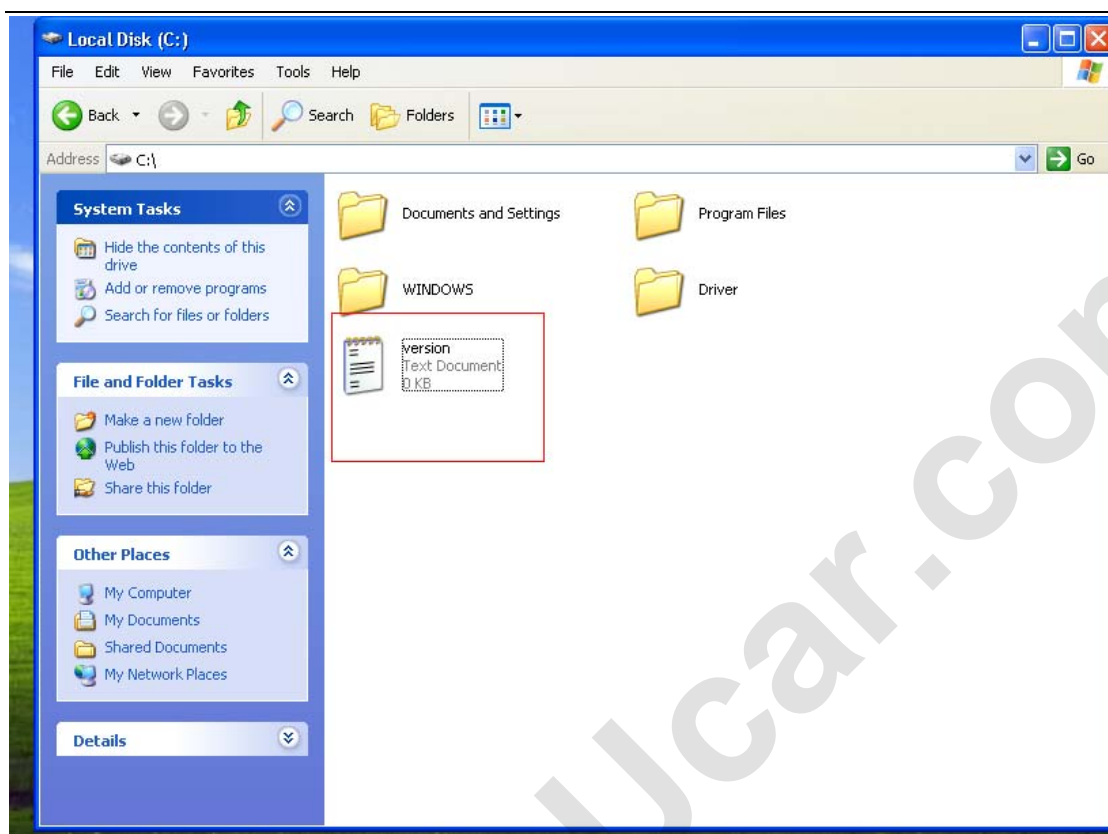 Local Disk (C:)
File Edit View Favorites Tools Help
Back Search Folders
Address C:\ Go
System Tasks
Hide the contents of this
drive
Add or remove programs
Search for files or folders
File and Folder Tasks
Make a new folder
Publish this folder to the
Web
Share this folder
Other Places
My Computer
My Documents
Shared Documents
My Network Places
Details
Documents and Settings
Program Files
WINDOWS
Driver
version
Text Document
0 KB